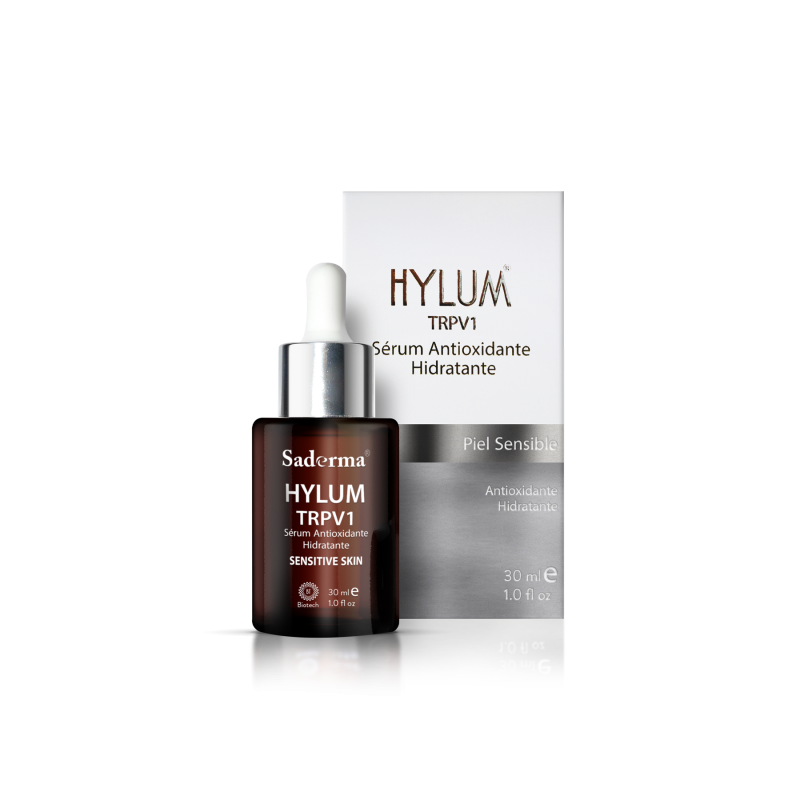 HYLUM
TRPV1
Sérum Antioxidante
Hidratante
Piel Sensible
Antioxidante
Hidratante
30 ml e
1.0 fl oz
Saderma®
HYLUM
TRPV1
Sérum Antioxidante
Hidratante
SENSITIVE SKIN
Biotech
30 ml e
1.0 fl oz